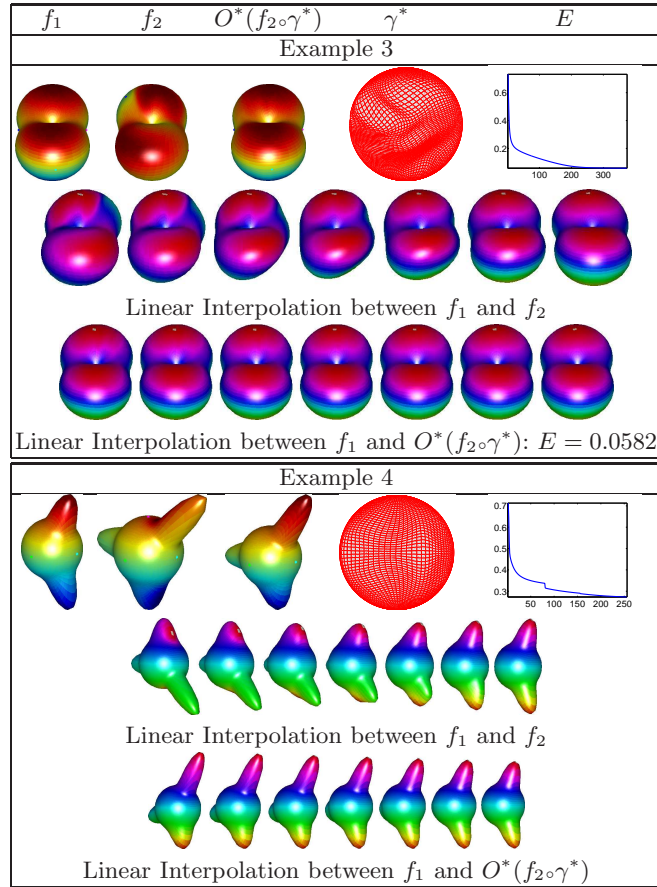 f₁ f₂ O*(f₂∘γ*) γ* E
Example 3
0.6
0.4
0.2
100 200 300
Linear Interpolation between f₁ and f₂
Linear Interpolation between f₁ and O*(f₂∘γ*): E = 0.0582
Example 4
0.7
0.6
0.5
0.4
0.3
50 100 150 200 250
Linear Interpolation between f₁ and f₂
Linear Interpolation between f₁ and O*(f₂∘γ*)